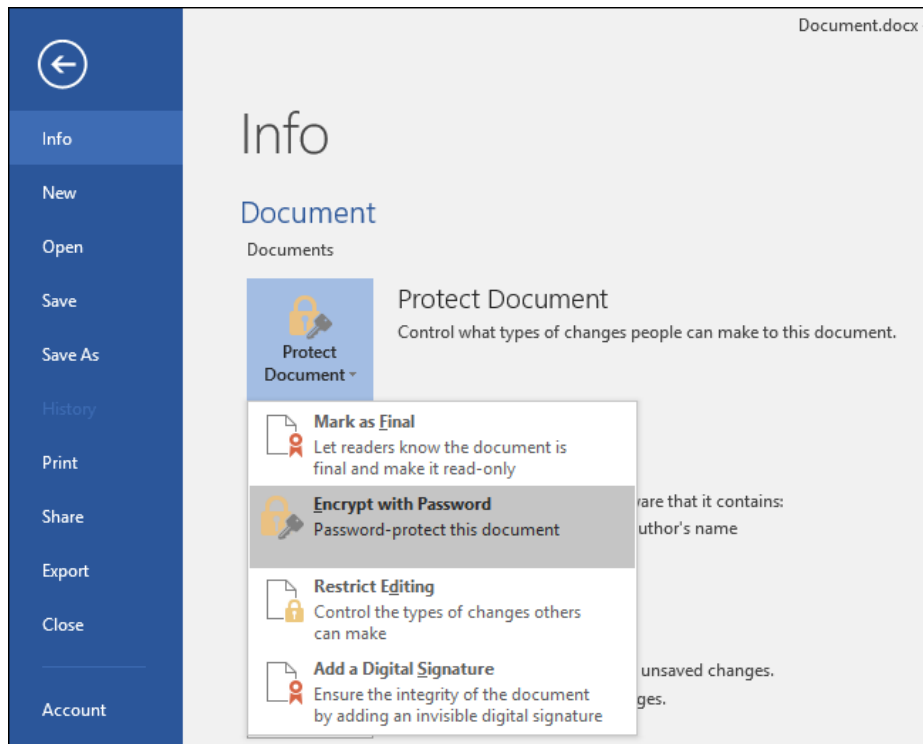 Document.docx
Info
New
Open
Save
Save As
History
Print
Share
Export
Close
Account
Info
Document
Documents
Protect
Document
Protect Document
Control what types of changes people can make to this document.
Mark as Final
Let readers know the document is
final and make it read-only
Encrypt with Password
Password-protect this document
Restrict Editing
Control the types of changes others
can make
Add a Digital Signature
Ensure the integrity of the document
by adding an invisible digital signature
that it contains:
name
unsaved changes.